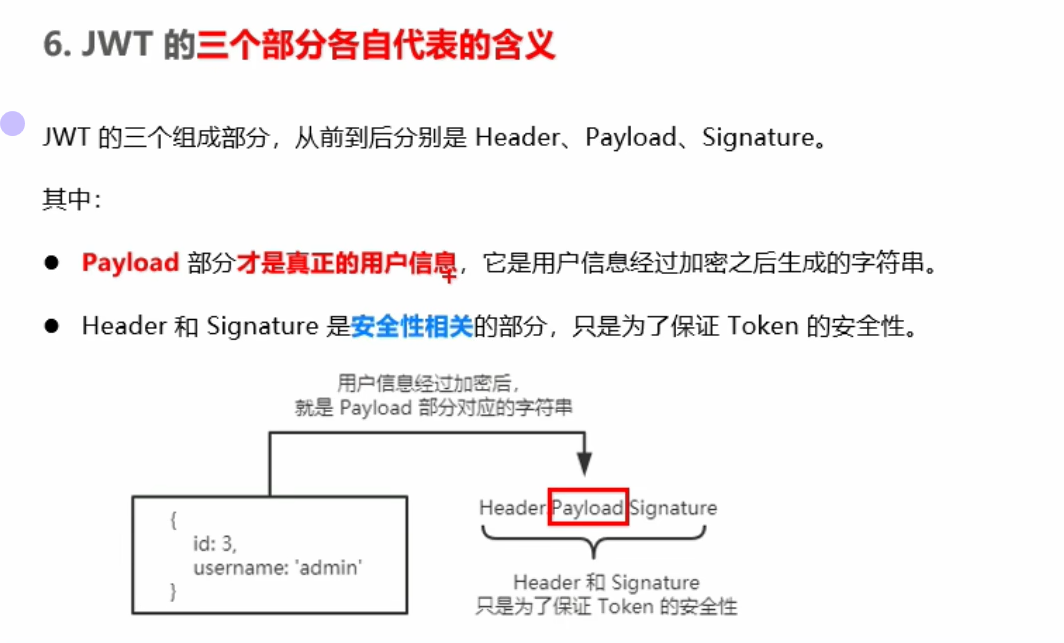 6. JWT 的三个部分各自代表的含义
JWT 的三个组成部分，从前到后分别是 Header、Payload、Signature。
其中：
● Payload 部分才是真正的用户信息，它是用户信息经过加密之后生成的字符串。
● Header 和 Signature 是安全性相关的部分，只是为了保证 Token 的安全性。
用户信息经过加密后，
就是 Payload 部分对应的字符串
{
id: 3,
username: 'admin'
}
Header.Payload.Signature
Header 和 Signature
只是为了保证 Token 的安全性